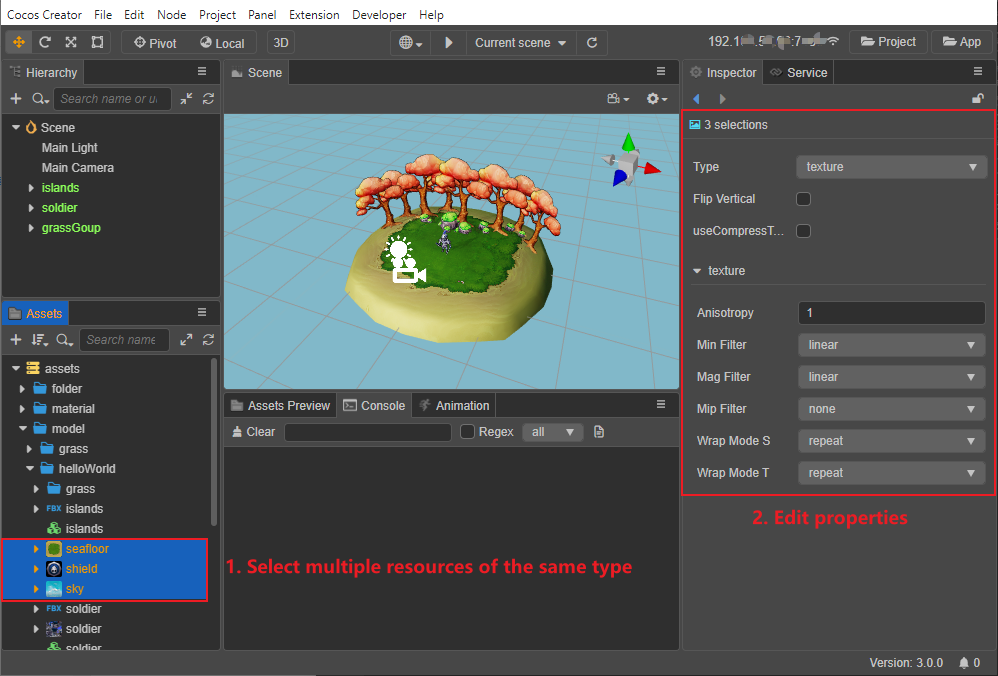 Cocos Creator File Edit Node Project Panel Extension Developer Help
Pivot Local 3D Current scene Project App
Hierarchy
Search name or u
Scene
Main Light
Main Camera
islands
soldier
grassGoup
Assets
Search name
assets
folder
material
model
grass
helloWorld
grass
FBX islands
islands
seafloor
shield
sky
FBX soldier
soldier
soldier
Scene
Assets Preview Console Animation
Clear Regex all
1. Select multiple resources of the same type
Inspector Service
3 selections
Type texture
Flip Vertical
useCompressT...
texture
Anisotropy 1
Min Filter linear
Mag Filter linear
Mip Filter none
Wrap Mode S repeat
Wrap Mode T repeat
2. Edit properties
Version: 3.0.0 0